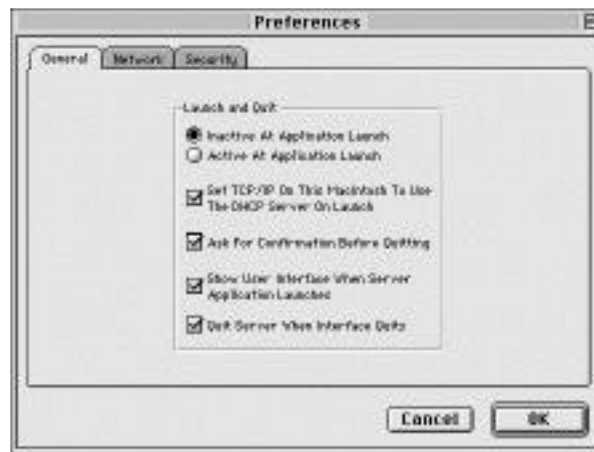 Preferences
General Network Security
Launch and Quit
Inactive At Application Launch
Active At Application Launch
Set TCP/IP On This Macintosh To Use
The DHCP Server On Launch
Ask For Confirmation Before Quitting
Show User Interface When Server
Application Launches
Quit Server When Interface Quits
Cancel OK